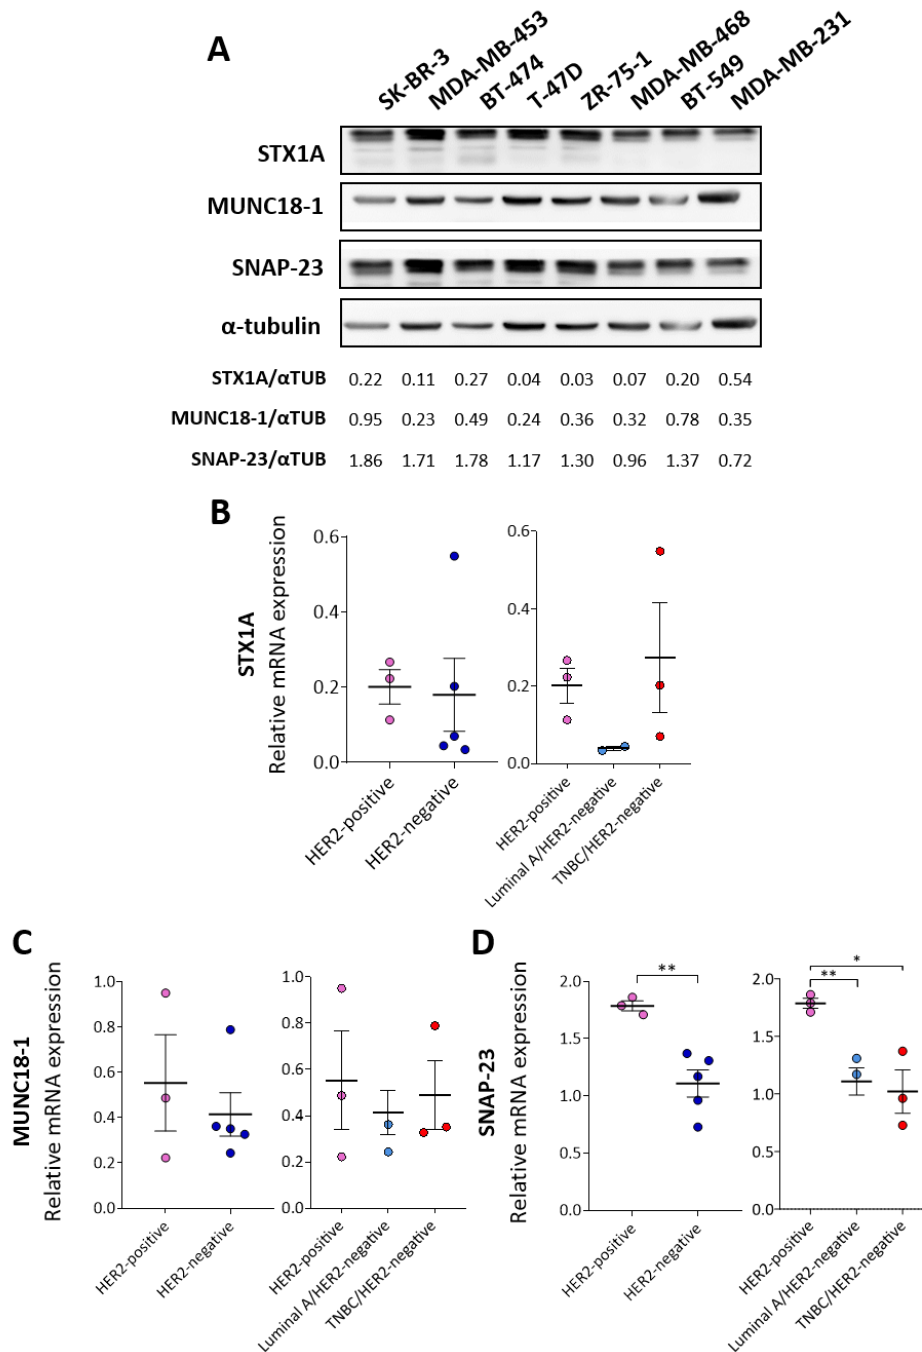 A
SK-BR-3
MDA-MB-453
BT-474
T-47D
ZR-75-1
MDA-MB-468
BT-549
MDA-MB-231
STX1A
MUNC18-1
SNAP-23
α-tubulin
STX1A/αTUB 0.22 0.11 0.27 0.04 0.03 0.07 0.20 0.54
MUNC18-1/αTUB 0.95 0.23 0.49 0.24 0.36 0.32 0.78 0.35
SNAP-23/αTUB 1.86 1.71 1.78 1.17 1.30 0.96 1.37 0.72
B
STX1A
Relative mRNA expression
0.6
0.4
0.2
0.0
HER2-positive
HER2-negative
0.6
0.4
0.2
0.0
HER2-positive
Luminal A/HER2-negative
TNBC/HER2-negative
C
MUNC18-1
Relative mRNA expression
1.0
0.8
0.6
0.4
0.2
0.0
HER2-positive
HER2-negative
1.0
0.8
0.6
0.4
0.2
0.0
HER2-positive
Luminal A/HER2-negative
TNBC/HER2-negative
D
SNAP-23
Relative mRNA expression
2.0
1.5
1.0
0.5
0.0
**
HER2-positive
HER2-negative
2.0
1.5
1.0
0.5
0.0
*
**
HER2-positive
Luminal A/HER2-negative
TNBC/HER2-negative